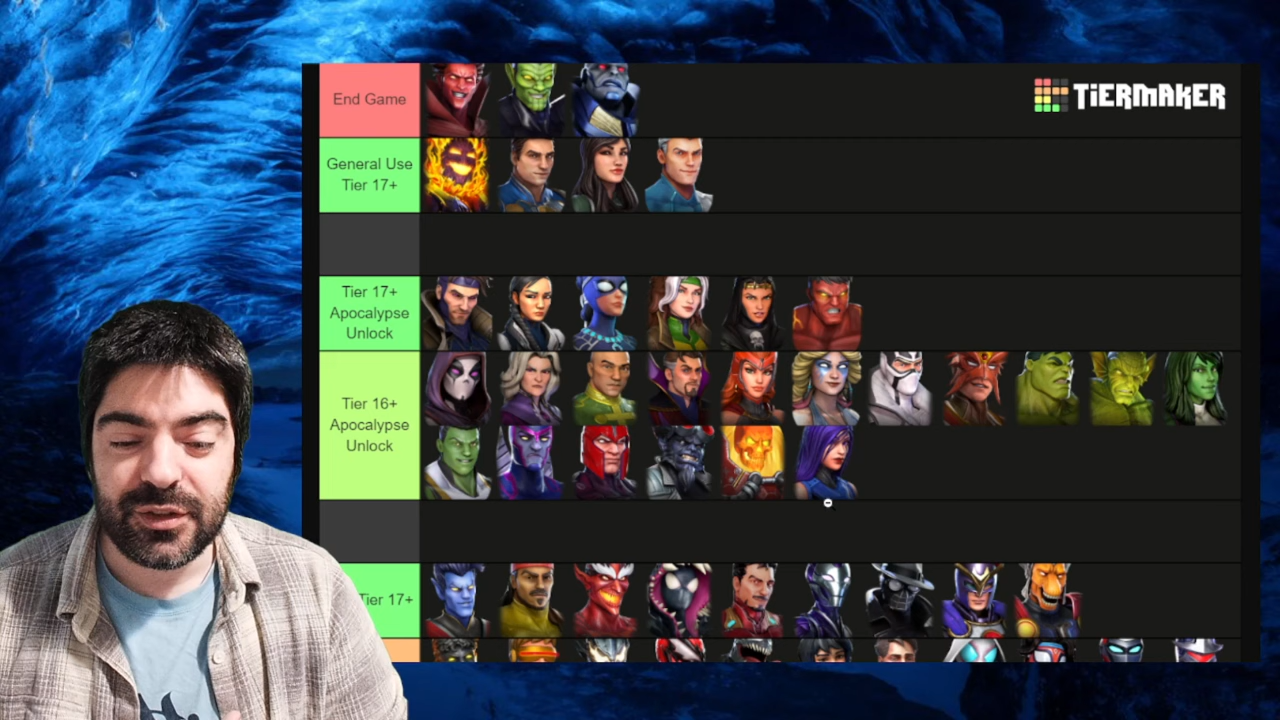 End Game
TiERMAKER
General Use
Tier 17+
Tier 17+
Apocalypse
Unlock
Tier 16+
Apocalypse
Unlock
Tier 17+